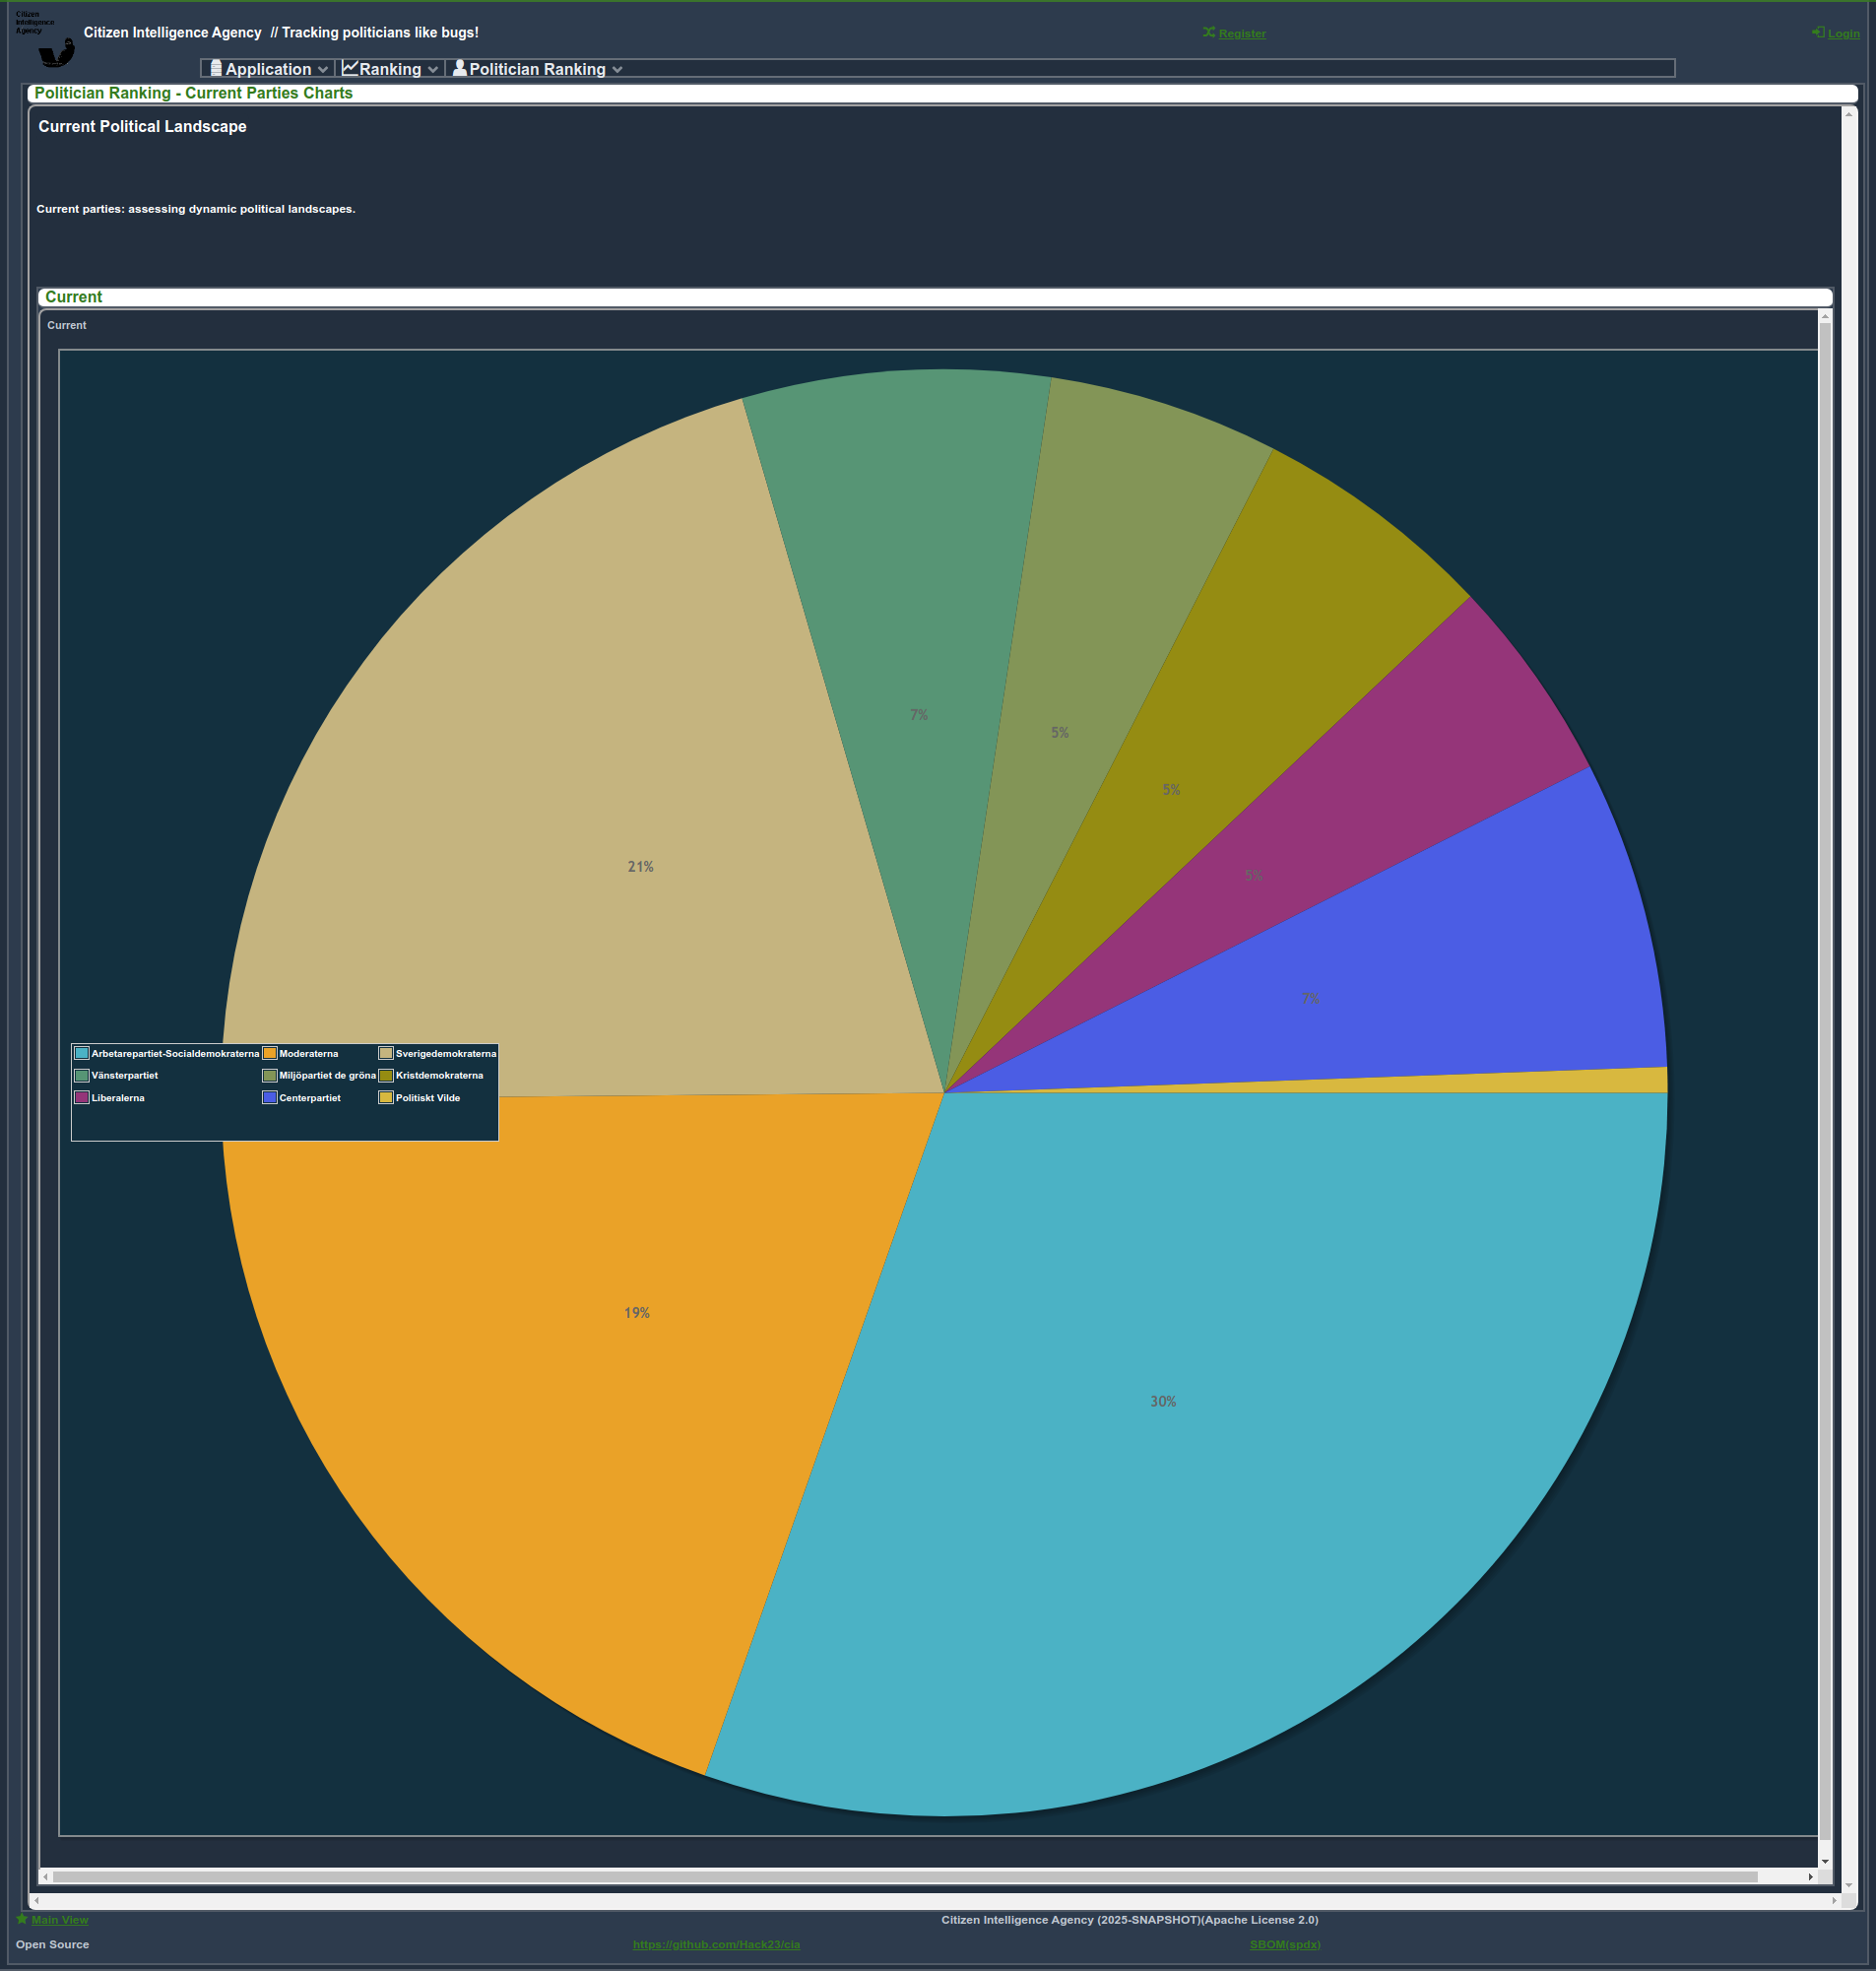 Citizen
Intelligence
Agency
Citizen Intelligence Agency // Tracking politicians like bugs!
Register
Login
Application
Ranking
Politician Ranking
Politician Ranking - Current Parties Charts
Current Political Landscape
Current parties: assessing dynamic political landscapes.
Current
Current
7%
5%
5%
21%
5%
7%
Arbetarepartiet-Socialdemokraterna Moderaterna Sverigedemokraterna
Vänsterpartiet Miljöpartiet de gröna Kristdemokraterna
Liberalerna Centerpartiet Politiskt Vilde
19%
30%
Main View
Citizen Intelligence Agency (2025-SNAPSHOT)(Apache License 2.0)
Open Source
https://github.com/Hack23/cia
SBOM(spdx)